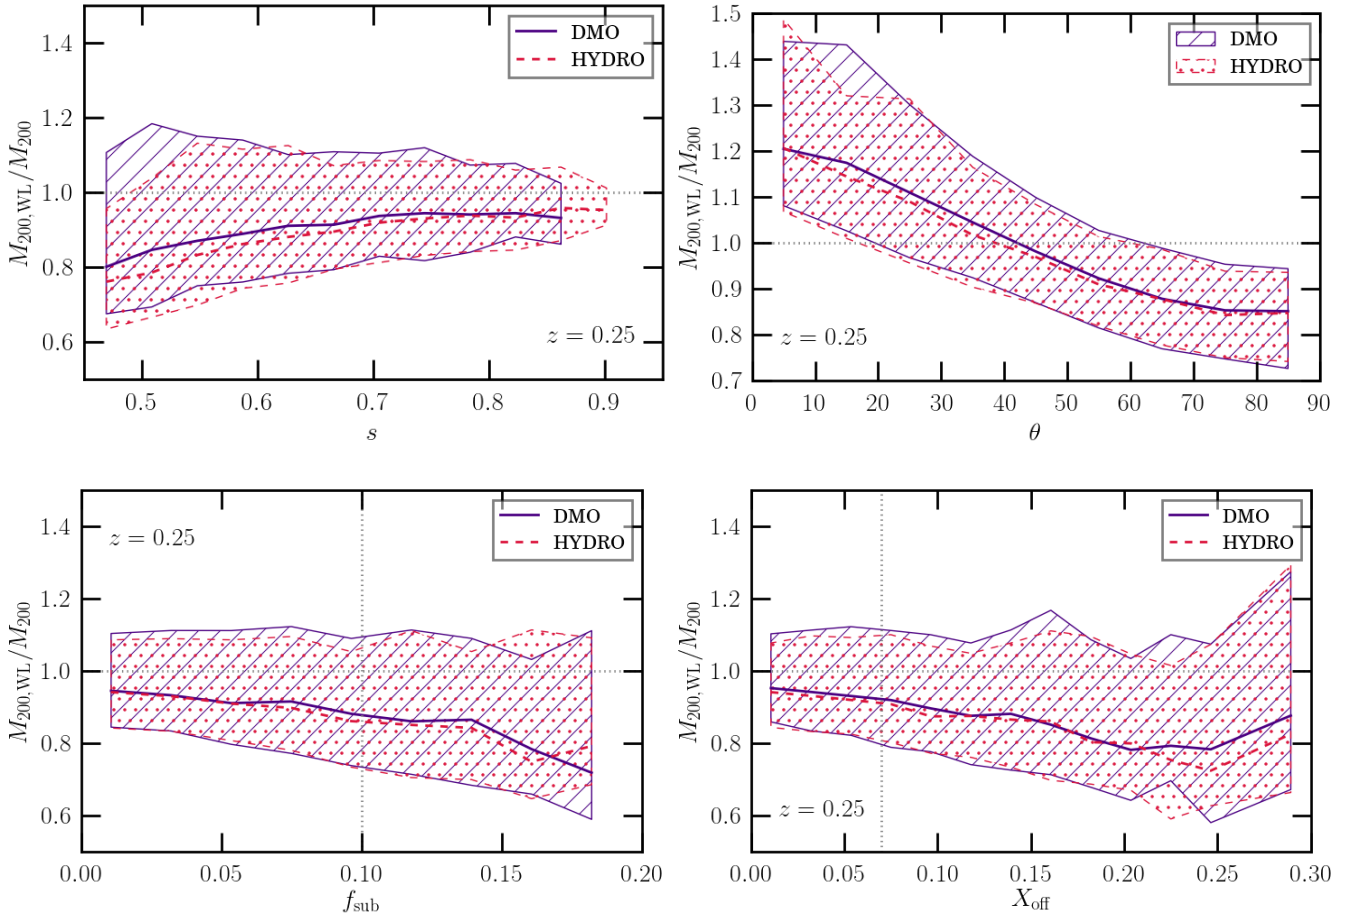 1.4
1.2
1.0
0.8
0.6
M200,WL/M200
DMO
HYDRO
z = 0.25
0.5 0.6 0.7 0.8 0.9
s
1.5
1.4
1.3
1.2
1.1
1.0
0.9
0.8
0.7
M200,WL/M200
DMO
HYDRO
z = 0.25
0 10 20 30 40 50 60 70 80 90
θ
1.4
1.2
1.0
0.8
0.6
M200,WL/M200
z = 0.25
DMO
HYDRO
0.00 0.05 0.10 0.15 0.20
fsub
1.4
1.2
1.0
0.8
0.6
M200,WL/M200
DMO
HYDRO
z = 0.25
0.00 0.05 0.10 0.15 0.20 0.25 0.30
Xoff